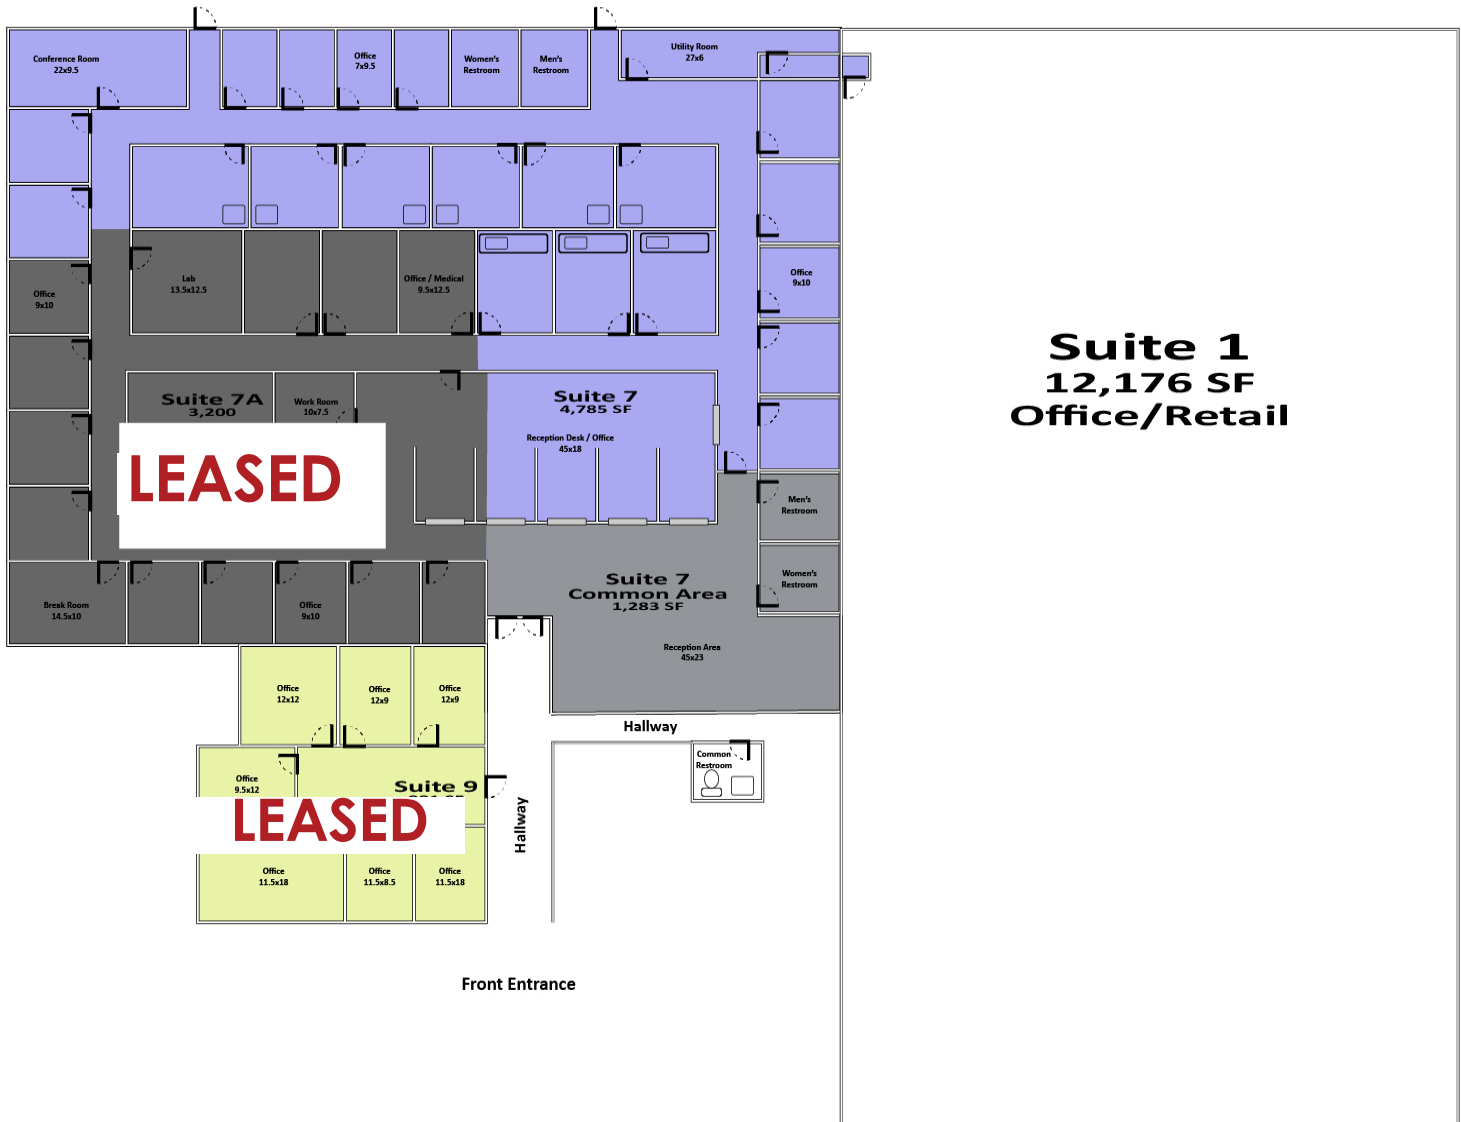 Conference Room
22x9.5
Office
7x9.5
Women's
Restroom
Men's
Restroom
Utility Room
27x6
Lab
13.5x12.5
Office / Medical
9.5x12.5
Office
9x10
Office
9x10
Suite 1
12,176 SF
Office/Retail
Suite 7A
3,200
Work Room
10x7.5
LEASED
Suite 7
4,785 SF
Reception Desk / Office
45x18
Men's
Restroom
Women's
Restroom
Suite 7
Common Area
1,283 SF
Reception Area
45x23
Break Room
14.5x10
Office
9x10
Office
12x12
Office
12x9
Office
12x9
Hallway
Common
Restroom
Office
9.5x12
Suite 9
LEASED
Hallway
Office
11.5x18
Office
11.5x8.5
Office
11.5x18
Front Entrance